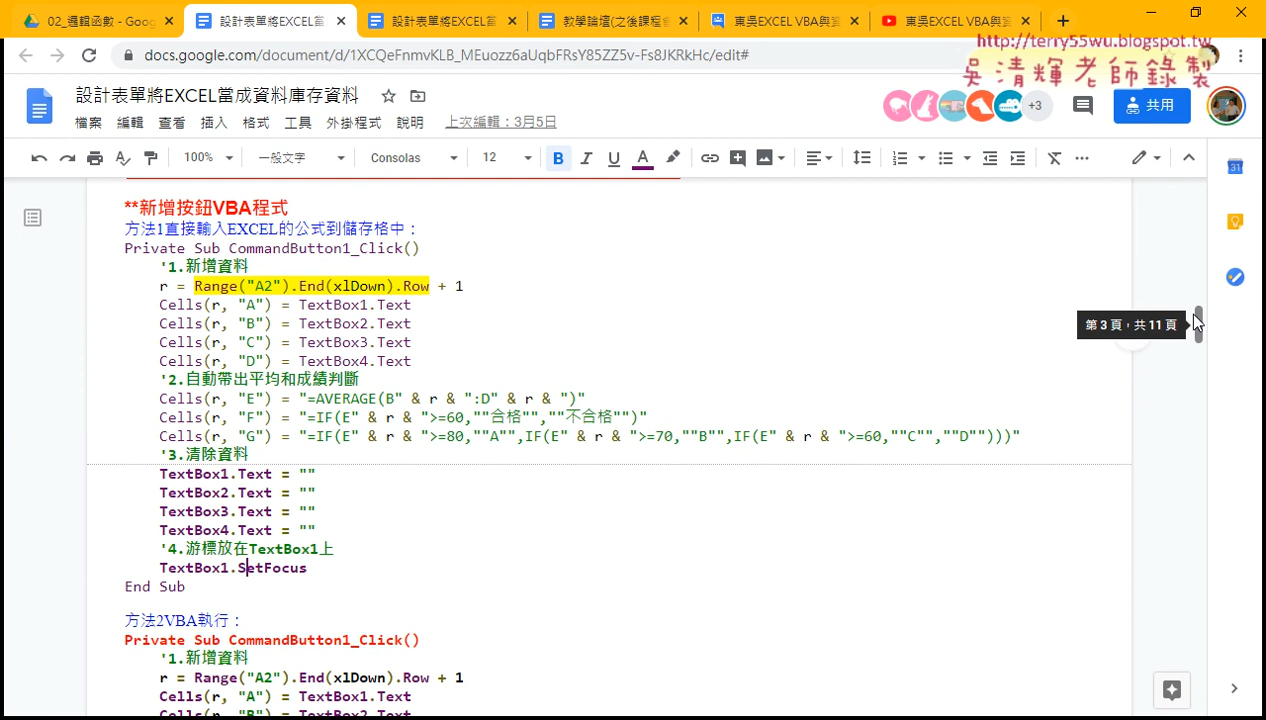 02_邏輯函數 - Goog
設計表單將EXCEL當
設計表單將EXCEL當
教學論壇(之後課程會
東吳EXCEL VBA與資
東吳EXCEL VBA與資
docs.google.com/document/d/1XCQeFnmvKLB_MEuozz6aUqbFRsY85ZZ5v-Fs8JKRkHc/edit#
http://terry55wu.blogspot.tw
吳清輝老師錄製
設計表單將EXCEL當成資料庫存資料
檔案 編輯 查看 插入 格式 工具 外掛程式 說明 上次編輯：3月5日
+3
共用
100% 一般文字 Consolas 12 B I U A
31
**新增按鈕VBA程式
方法1直接輸入EXCEL的公式到儲存格中：
Private Sub CommandButton1_Click()
'1.新增資料
r = Range("A2").End(xlDown).Row + 1
Cells(r, "A") = TextBox1.Text
Cells(r, "B") = TextBox2.Text
Cells(r, "C") = TextBox3.Text
Cells(r, "D") = TextBox4.Text
'2.自動帶出平均和成績判斷
Cells(r, "E") = "=AVERAGE(B" & r & ":D" & r & ")"
Cells(r, "F") = "=IF(E" & r & ">=60,""合格"",""不合格"")"
Cells(r, "G") = "=IF(E" & r & ">=80,""A"",IF(E" & r & ">=70,""B"",IF(E" & r & ">=60,""C"",""D"")))"
'3.清除資料
TextBox1.Text = ""
TextBox2.Text = ""
TextBox3.Text = ""
TextBox4.Text = ""
'4.游標放在TextBox1上
TextBox1.SetFocus
End Sub
第 3 頁，共 11 頁
方法2VBA執行：
Private Sub CommandButton1_Click()
'1.新增資料
r = Range("A2").End(xlDown).Row + 1
Cells(r, "A") = TextBox1.Text
Cells(r, "B") = TextBox2.Text